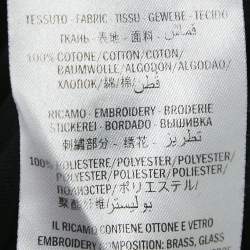 TESSUTO - FABRIC - TISSU - GEWEBE - TECIDO
ТКАНЬ - 表地 - 面料 - قماش
100% COTONE/COTTON/COTON/
BAUMWOLLE/ALGODON/ALGODAO/
ХЛОПОК/綿/棉/قطن
RICAMO - EMBROIDERY - BRODERIE
STICKEREI - BORDADO - ВЫШИВКА
刺繍部分 - 绣花 - تطريز
100% POLIESTERE/POLYESTER/POLYESTER/
POLYESTER/POLIESTER/POLIESTER/
ПОЛИЭСТЕР/ポリエステル/
聚酯纤维/بوليستر
IL RICAMO CONTIENE OTTONE E VETRO
EMBROIDERY COMPOSITION: BRASS, GLASS